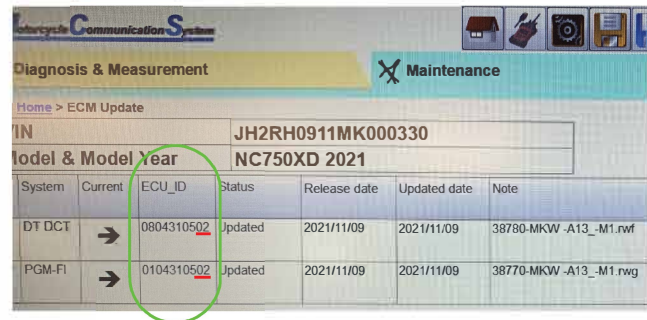 Motorcycle Communication System
Diagnosis & Measurement
Maintenance
Home > ECM Update
VIN JH2RH0911MK000330
Model & Model Year NC750XD 2021
System Current ECU_ID Status Release date Updated date Note
DT DCT → 0804310502 Updated 2021/11/09 2021/11/09 38780-MKW -A13_-M1.rwf
PGM-FI → 0104310502 Updated 2021/11/09 2021/11/09 38770-MKW -A13_-M1.rwg